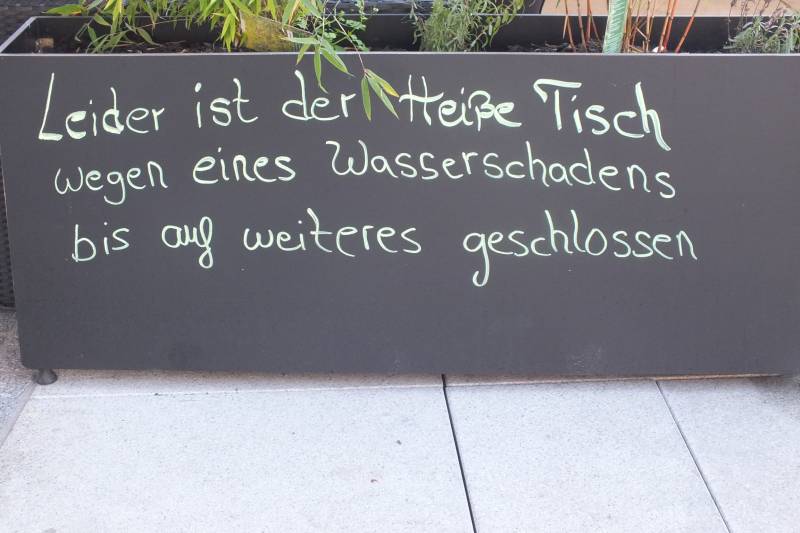 Leider ist der Heiße Tisch
wegen eines Wasserschadens
bis auf weiteres geschlossen